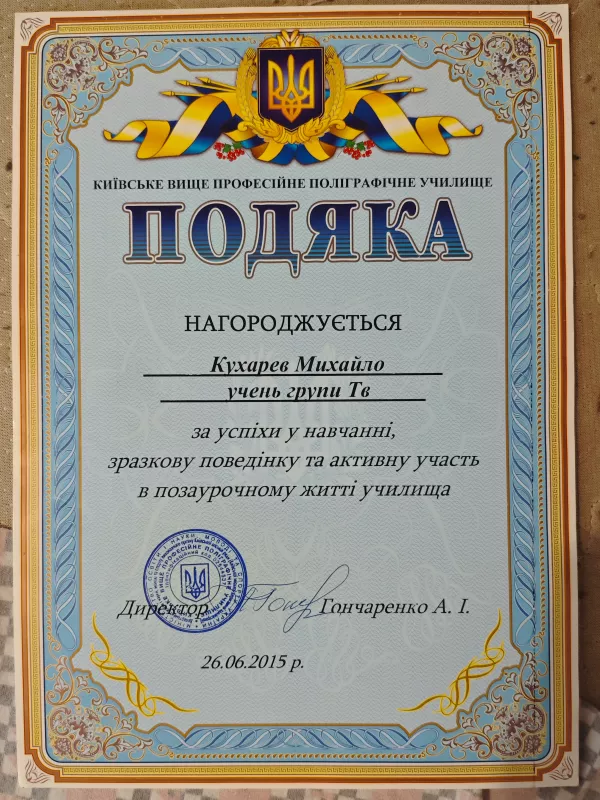 КИЇВСЬКЕ ВИЩЕ ПРОФЕСІЙНЕ ПОЛІГРАФІЧНЕ УЧИЛИЩЕ
ПОДЯКА
НАГОРОДЖУЄТЬСЯ
Кухарев Михайло
учень групи Тв
за успіхи у навчанні,
зразкову поведінку та активну участь
в позаурочному житті училища
Директор Гончаренко А. І.
26.06.2015 р.